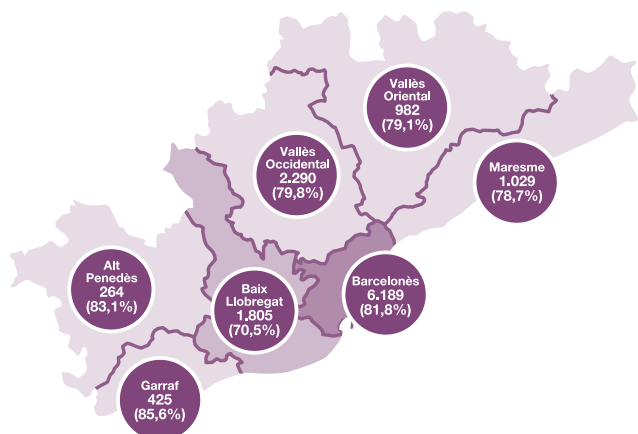 Vallès
Oriental
982
(79,1%)
Vallès
Occidental
2.290
(79,8%)
Maresme
1.029
(78,7%)
Alt
Penedès
264
(83,1%)
Baix
Llobregat
1.805
(70,5%)
Barcelonès
6.189
(81,8%)
Garraf
425
(85,6%)